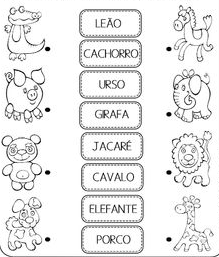 LEÃO
CACHORRO
URSO
GIRAFA
JACARÉ
CAVALO
ELEFANTE
PORCO